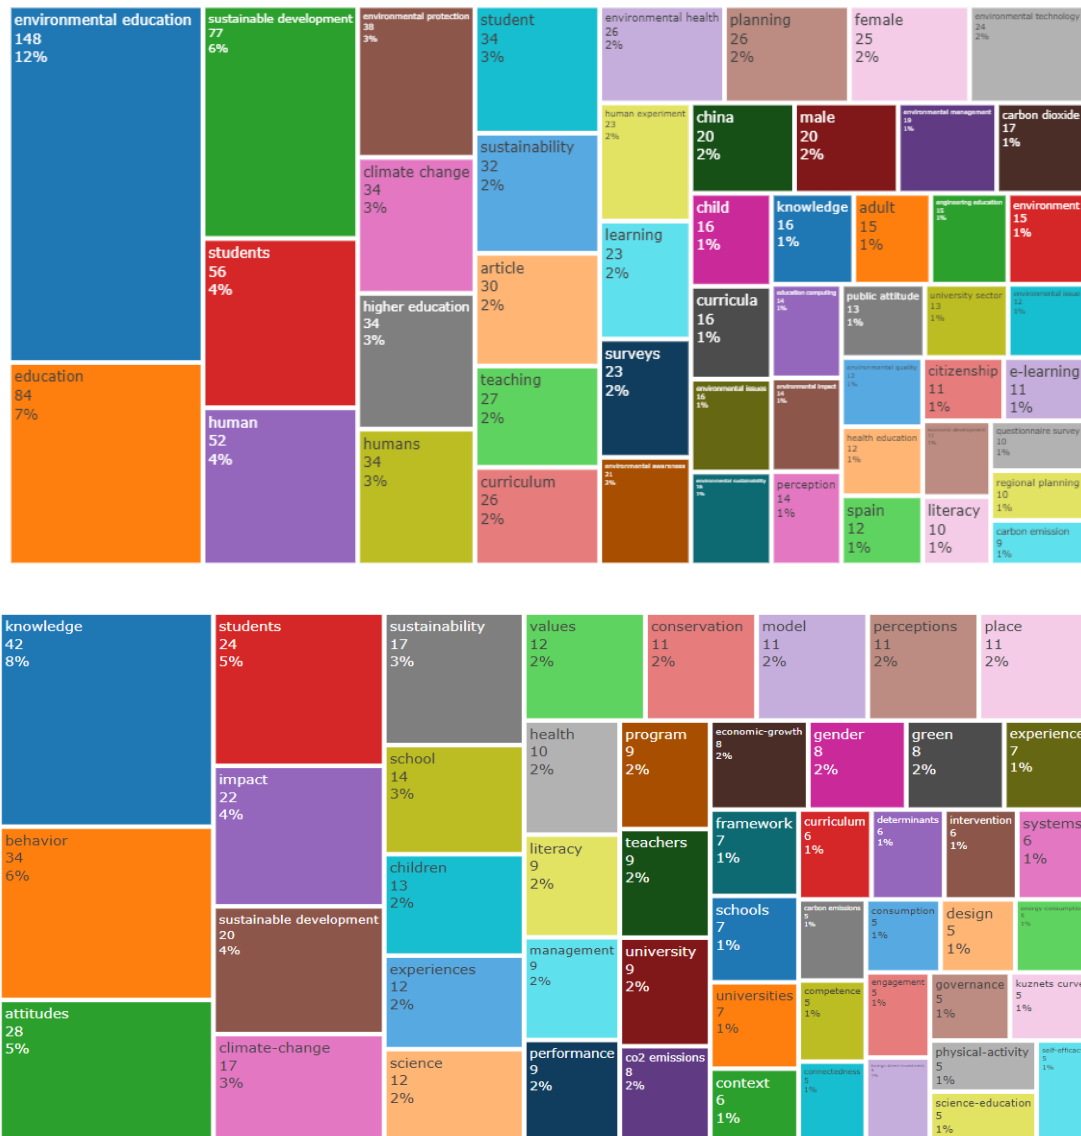 environmental education
148
12%
education
84
7%
sustainable development
77
6%
students
56
4%
human
52
4%
environmental protection
38
3%
climate change
34
3%
higher education
34
3%
humans
34
3%
student
34
3%
sustainability
32
2%
article
30
2%
teaching
27
2%
curriculum
26
2%
environmental health
26
2%
planning
26
2%
female
25
2%
environmental technology
24
2%
human experiment
23
2%
learning
23
2%
surveys
23
2%
environmental awareness
21
2%
china
20
2%
male
20
2%
environmental management
19
1%
carbon dioxide
17
1%
child
16
1%
curricula
16
1%
environmental issues
16
1%
environmental sustainability
16
1%
knowledge
16
1%
adult
15
1%
engineering education
15
1%
environment
15
1%
education computing
14
1%
environmental impact
14
1%
perception
14
1%
public attitude
13
1%
university sector
13
1%
12
1%
environmental quality
12
1%
health education
12
1%
spain
12
1%
citizenship
11
1%
e-learning
11
1%
economic development
11
1%
literacy
10
1%
questionnaire survey
10
1%
regional planning
10
1%
carbon emission
9
1%
knowledge
42
8%
behavior
34
6%
attitudes
28
5%
students
24
5%
impact
22
4%
sustainable development
20
4%
climate-change
17
3%
sustainability
17
3%
school
14
3%
children
13
2%
experiences
12
2%
science
12
2%
values
12
2%
conservation
11
2%
model
11
2%
perceptions
11
2%
place
11
2%
health
10
2%
literacy
9
2%
management
9
2%
performance
9
2%
program
9
2%
teachers
9
2%
university
9
2%
co2 emissions
8
2%
economic-growth
8
2%
gender
8
2%
green
8
2%
experience
7
1%
framework
7
1%
schools
7
1%
universities
7
1%
context
6
1%
curriculum
6
1%
determinants
6
1%
intervention
6
1%
systems
6
1%
carbon emissions
5
1%
competence
5
1%
connectedness
5
1%
consumption
5
1%
design
5
1%
energy consumption
5
1%
engagement
5
1%
governance
5
1%
kuznets curve
5
1%
physical-activity
5
1%
science-education
5
1%
self-efficac
5
1%